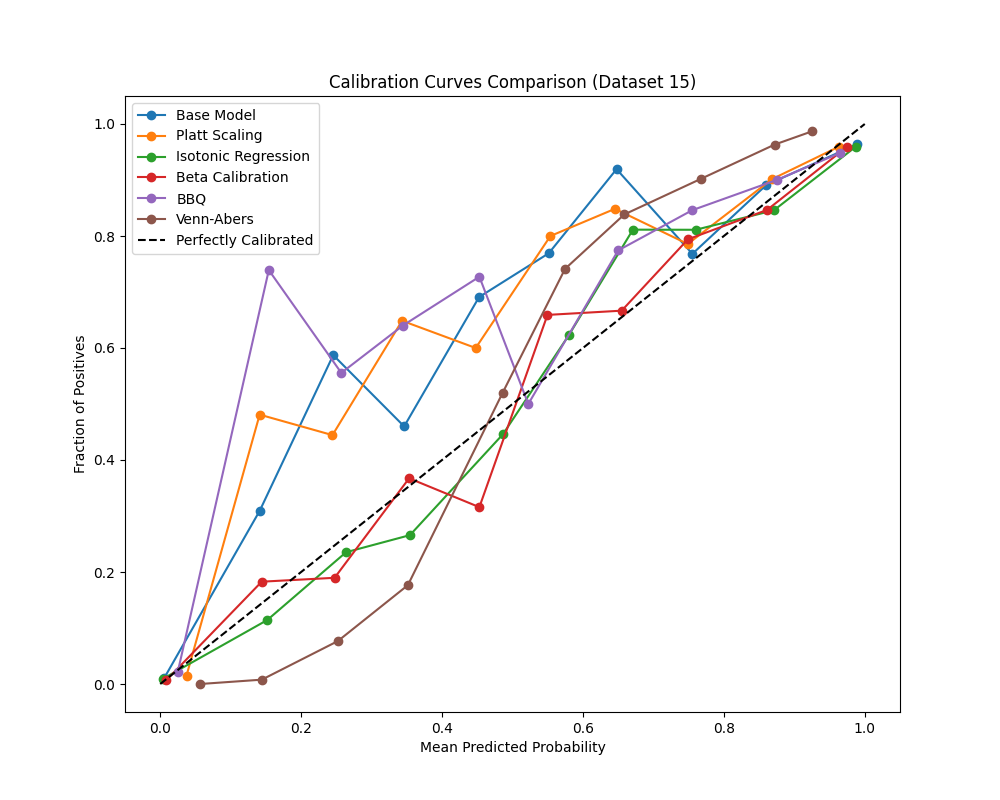 Calibration Curves Comparison (Dataset 15)
Base Model
Platt Scaling
Isotonic Regression
Beta Calibration
BBQ
Venn-Abers
Perfectly Calibrated
Fraction of Positives
1.0
0.8
0.6
0.4
0.2
0.0
0.0 0.2 0.4 0.6 0.8 1.0
Mean Predicted Probability